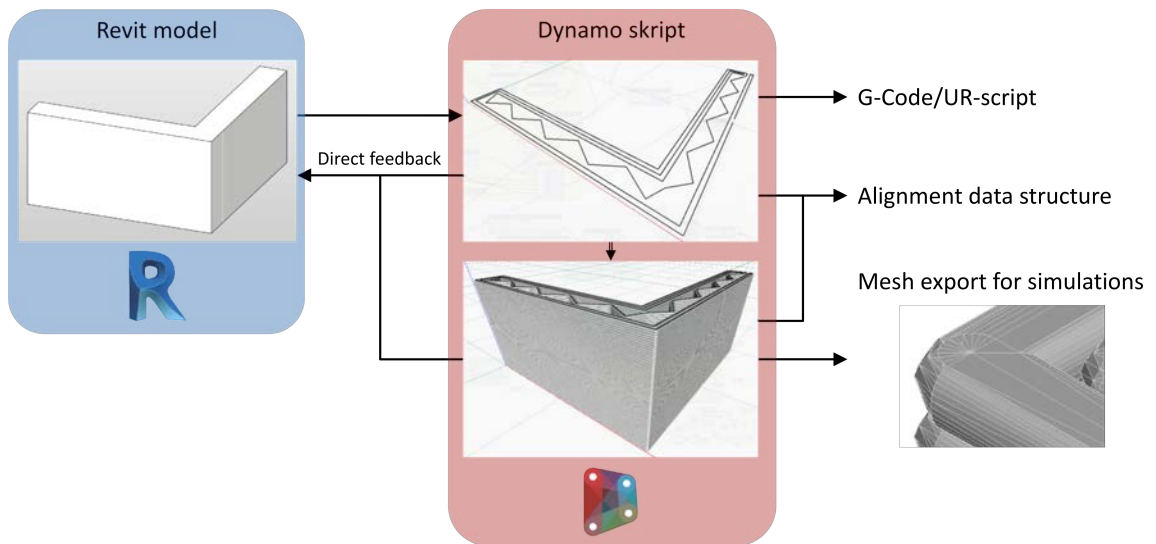 Revit model
Dynamo skript
Direct feedback
G-Code/UR-script
Alignment data structure
Mesh export for simulations